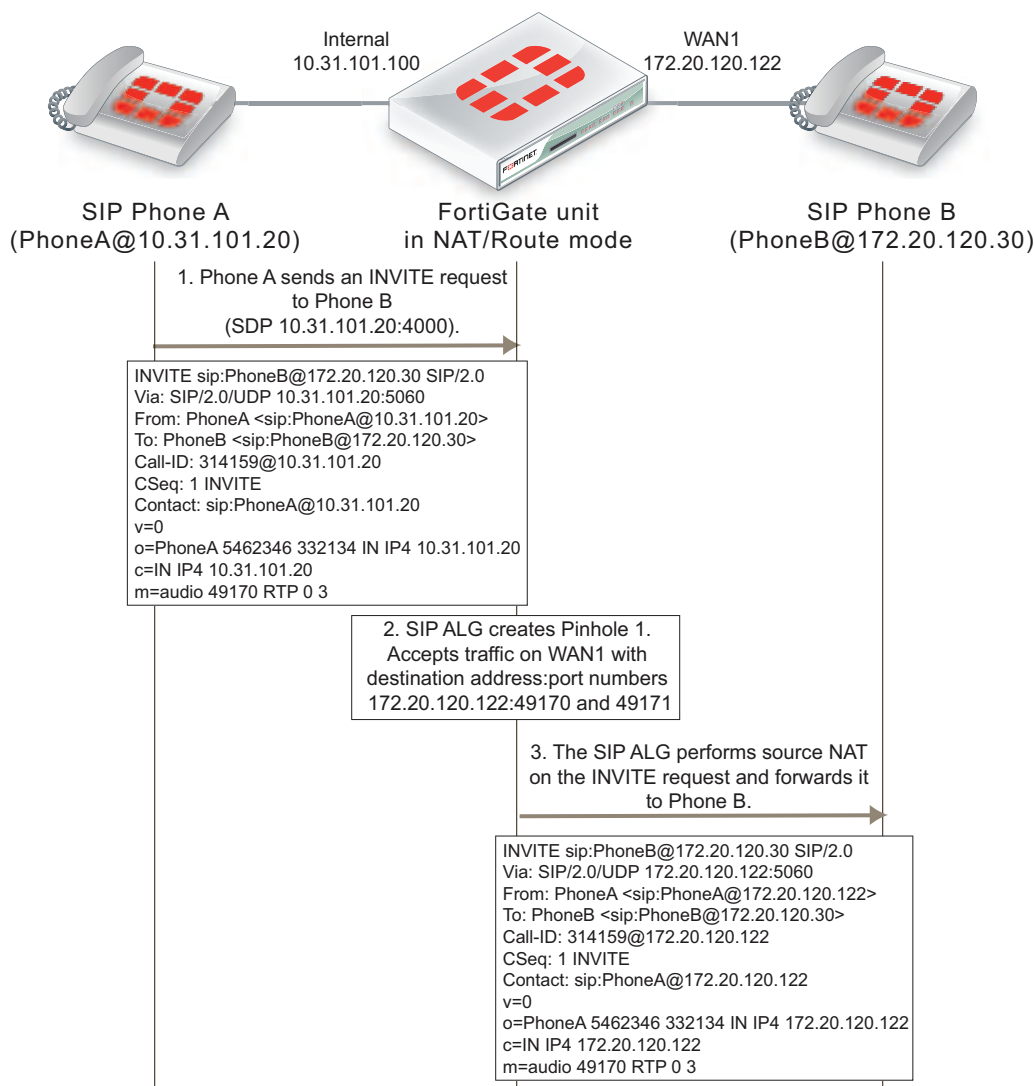 Internal
10.31.101.100
WAN1
172.20.120.122
FORTINET
SIP Phone A
(PhoneA@10.31.101.20)
FortiGate unit
in NAT/Route mode
SIP Phone B
(PhoneB@172.20.120.30)
1. Phone A sends an INVITE request
to Phone B
(SDP 10.31.101.20:4000).
INVITE sip:PhoneB@172.20.120.30 SIP/2.0
Via: SIP/2.0/UDP 10.31.101.20:5060
From: PhoneA <sip:PhoneA@10.31.101.20>
To: PhoneB <sip:PhoneB@172.20.120.30>
Call-ID: 314159@10.31.101.20
CSeq: 1 INVITE
Contact: sip:PhoneA@10.31.101.20
v=0
o=PhoneA 5462346 332134 IN IP4 10.31.101.20
c=IN IP4 10.31.101.20
m=audio 49170 RTP 0 3
2. SIP ALG creates Pinhole 1.
Accepts traffic on WAN1 with
destination address:port numbers
172.20.120.122:49170 and 49171
3. The SIP ALG performs source NAT
on the INVITE request and forwards it
to Phone B.
INVITE sip:PhoneB@172.20.120.30 SIP/2.0
Via: SIP/2.0/UDP 172.20.120.122:5060
From: PhoneA <sip:PhoneA@172.20.120.122>
To: PhoneB <sip:PhoneB@172.20.120.30>
Call-ID: 314159@172.20.120.122
CSeq: 1 INVITE
Contact: sip:PhoneA@172.20.120.122
v=0
o=PhoneA 5462346 332134 IN IP4 172.20.120.122
c=IN IP4 172.20.120.122
m=audio 49170 RTP 0 3